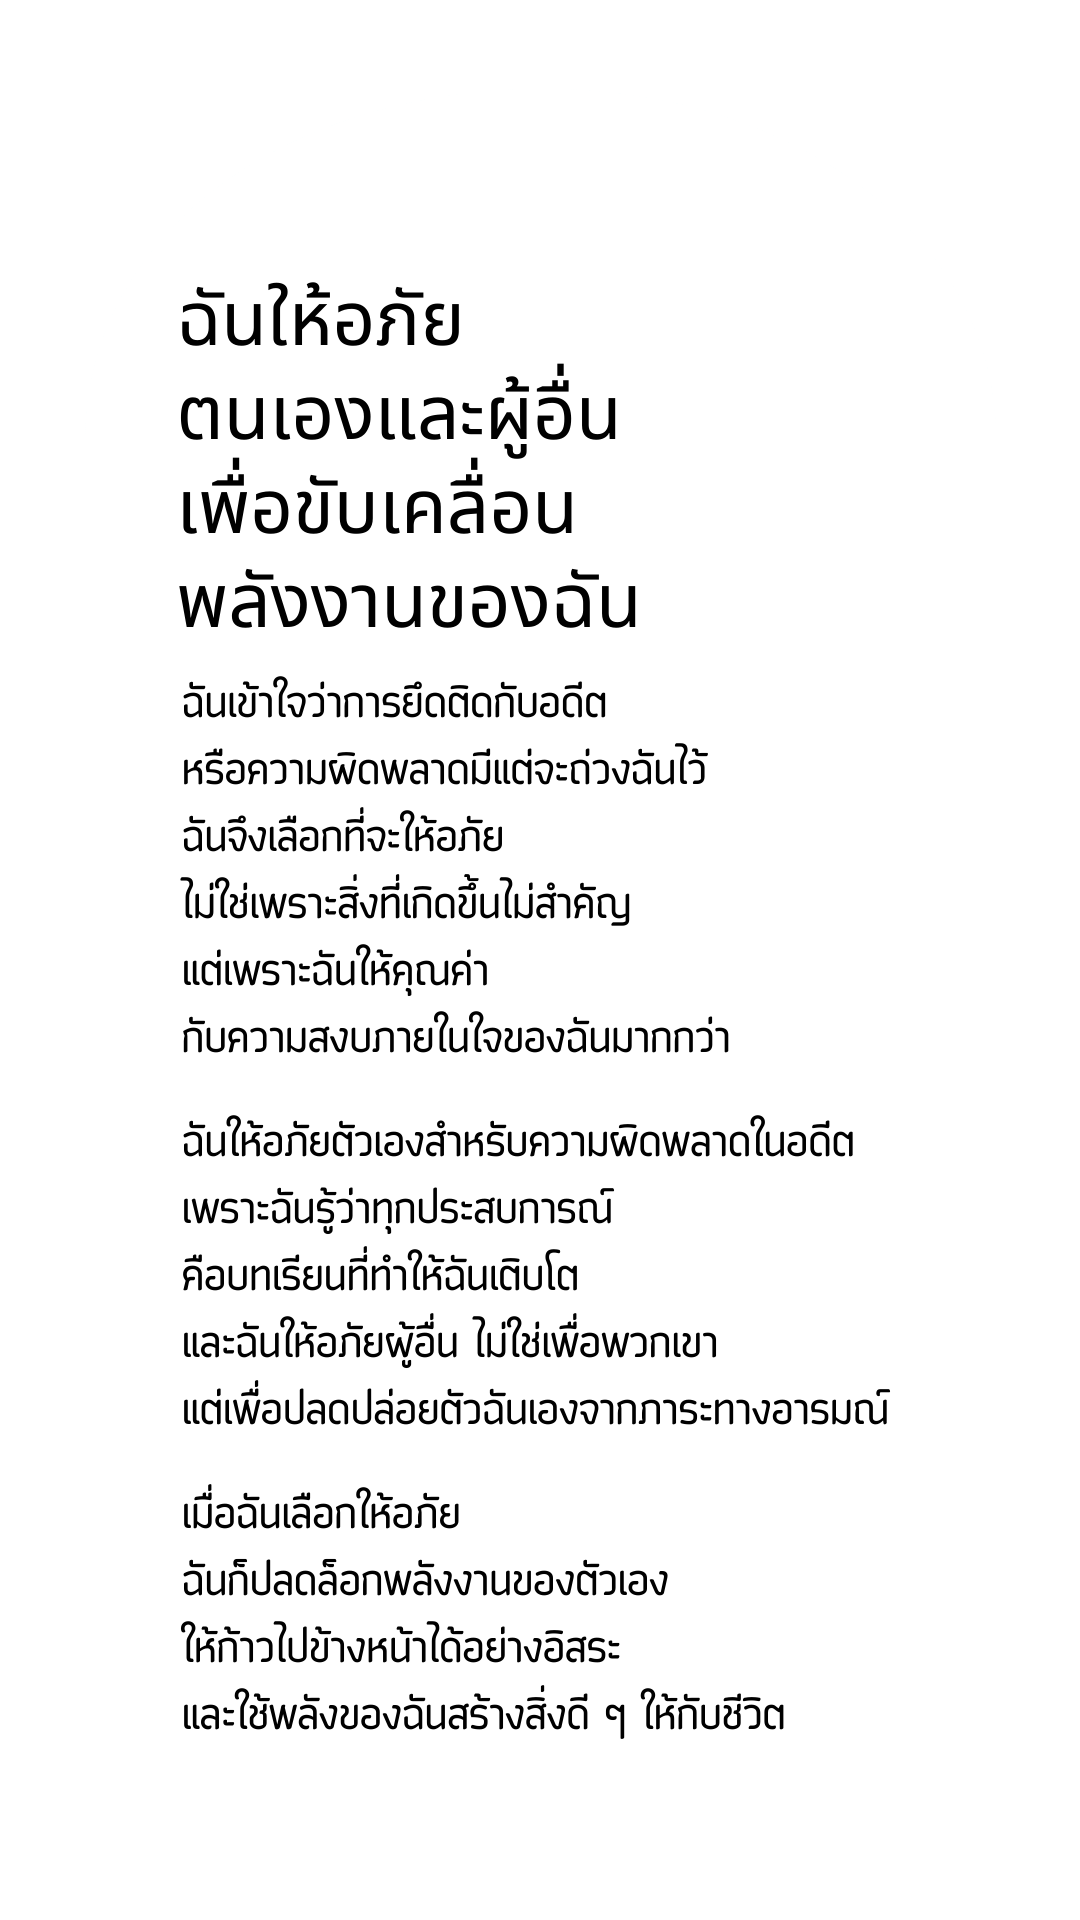 ฉันให้อภัย
ตนเองและผู้อื่น
เพื่อขับเคลื่อน
พลังงานของฉัน
ฉันเข้าใจว่าการยึดติดกับอดีต
หรือความผิดพลาดมีแต่จะถ่วงฉันไว้
ฉันจึงเลือกที่จะให้อภัย
ไม่ใช่เพราะสิ่งที่เกิดขึ้นไม่สำคัญ
แต่เพราะฉันให้คุณค่า
กับความสงบภายในใจของฉันมากกว่า
ฉันให้อภัยตัวเองสำหรับความผิดพลาดในอดีต
เพราะฉันรู้ว่าทุกประสบการณ์
คือบทเรียนที่ทำให้ฉันเติบโต
และฉันให้อภัยผู้อื่น ไม่ใช่เพื่อพวกเขา
แต่เพื่อปลดปล่อยตัวฉันเองจากภาระทางอารมณ์
เมื่อฉันเลือกให้อภัย
ฉันก็ปลดล็อกพลังงานของตัวเอง
ให้ก้าวไปข้างหน้าได้อย่างอิสระ
และใช้พลังของฉันสร้างสิ่งดี ๆ ให้กับชีวิต